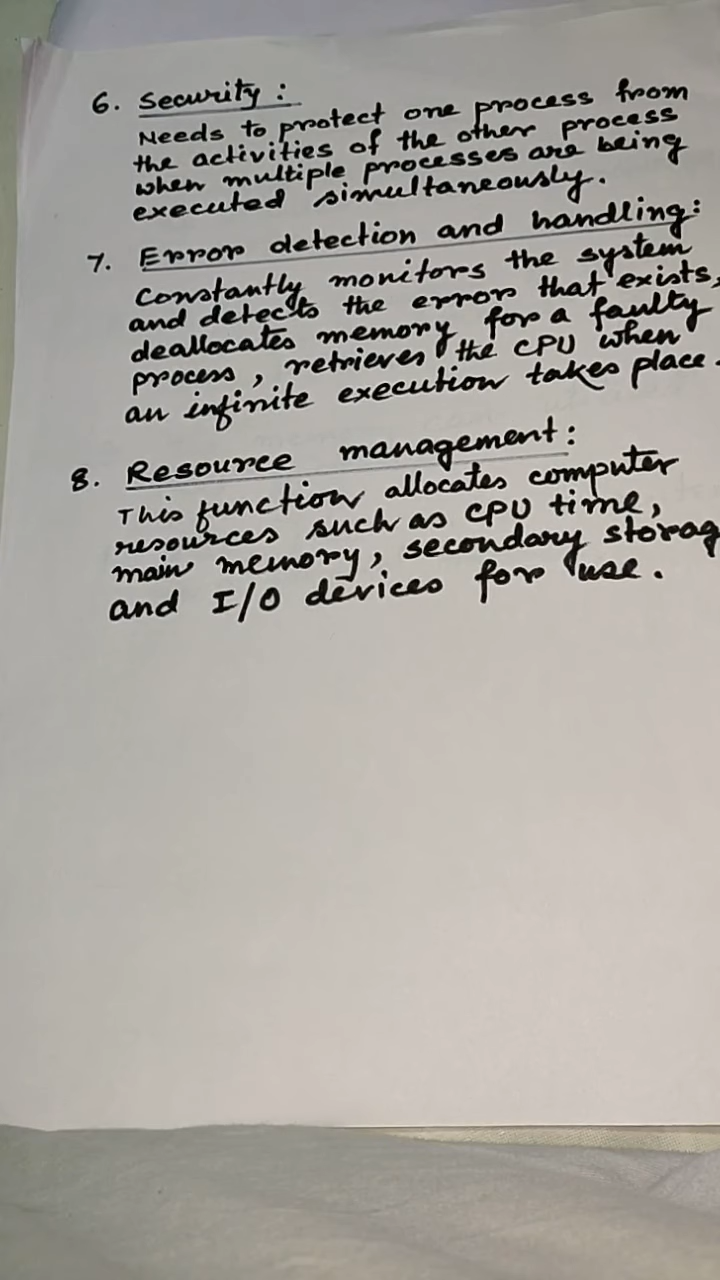 6. Security :
Needs to protect one process from
the activities of the other process
when multiple processes are being
executed simultaneously.
7. Error detection and handling:
Constantly monitors the system
and detects the error that exists,
deallocates memory for a faulty
process, retrieves the CPU when
an infinite execution takes place.
8. Resource management:
This function allocates computer
resources such as CPU time,
main memory, secondary storag
and I/O devices for use.